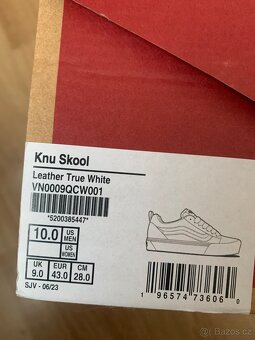 Knu Skool
Leather True White
VN0009QCW001
*5200385447*
10.0 US MEN
US WOMEN
UK EUR CM
9.0 43.0 28.0
SJV - 06/23
1 96574 73606 0
Bazoš.cz